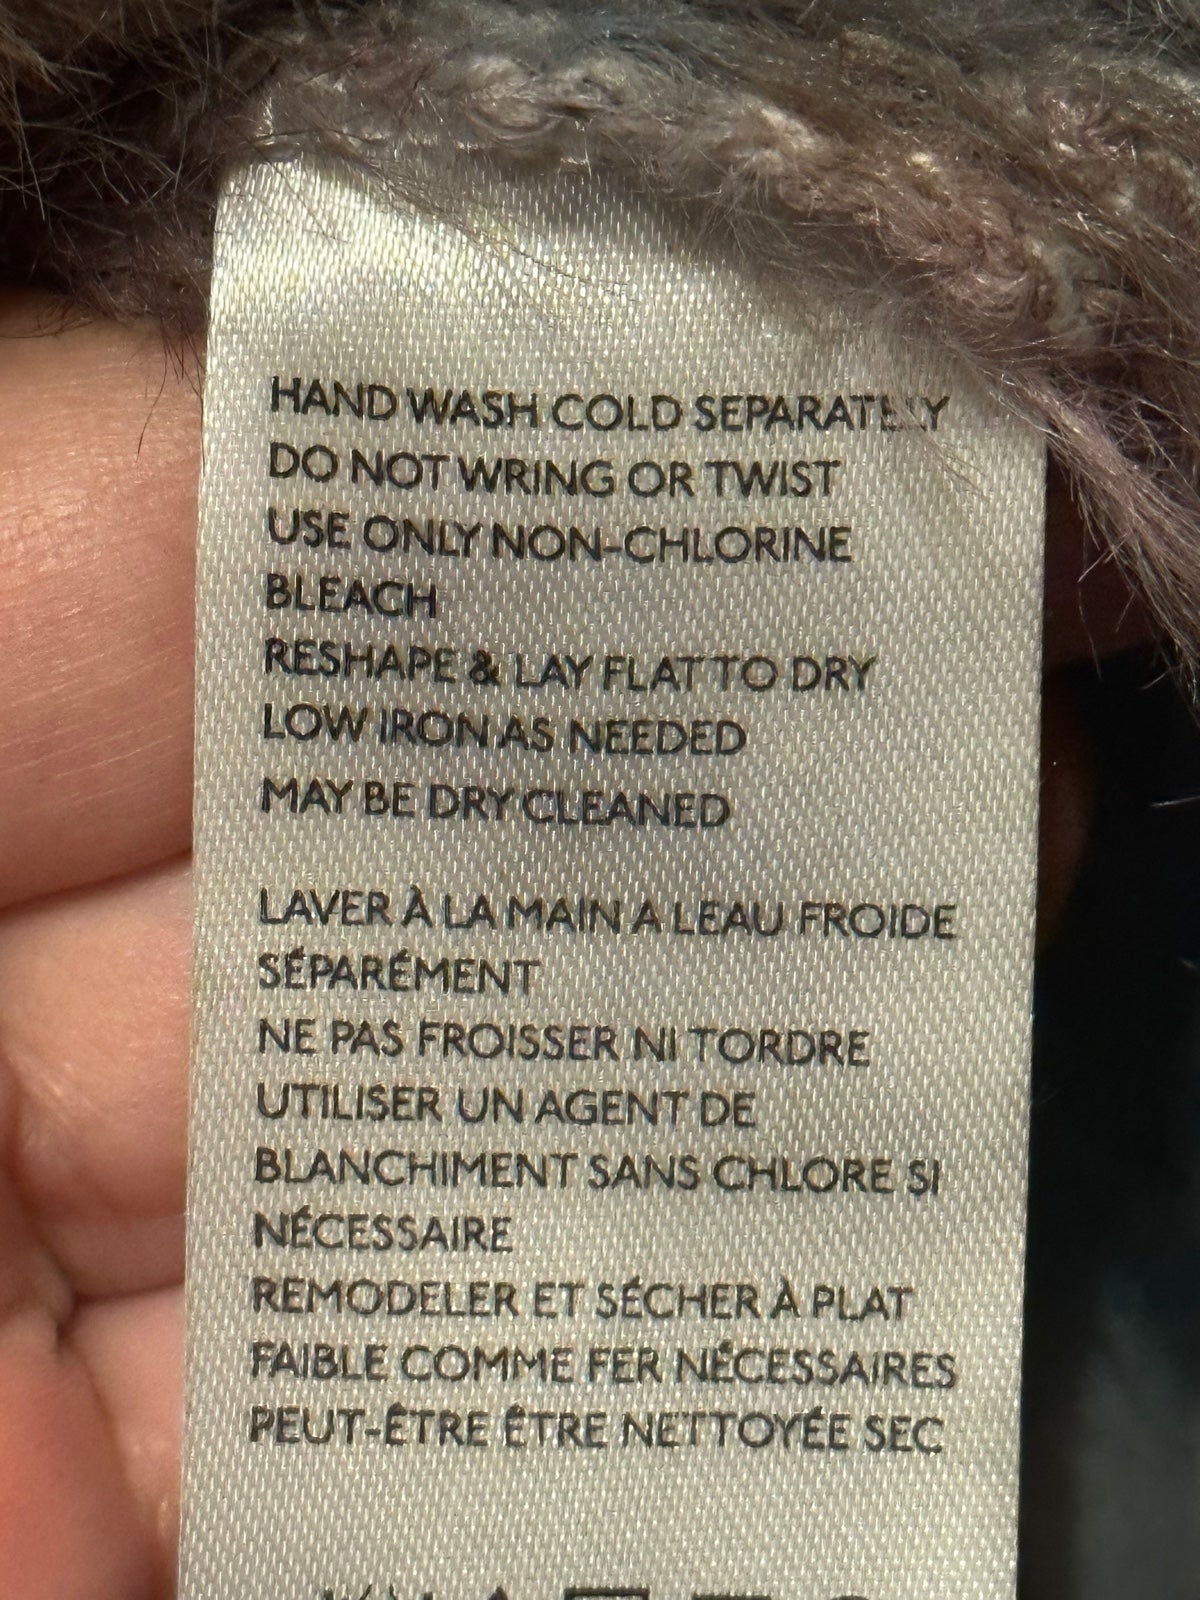 HAND WASH COLD SEPARATELY
DO NOT WRING OR TWIST
USE ONLY NON-CHLORINE
BLEACH
RESHAPE & LAY FLAT TO DRY
LOW IRON AS NEEDED
MAY BE DRY CLEANED
LAVER À LA MAIN A LEAU FROIDE
SÉPARÉMENT
NE PAS FROISSER NI TORDRE
UTILISER UN AGENT DE
BLANCHIMENT SANS CHLORE SI
NÉCESSAIRE
REMODELER ET SÉCHER À PLAT
FAIBLE COMME FER NÉCESSAIRES
PEUT-ÊTRE ÊTRE NETTOYÉE SEC